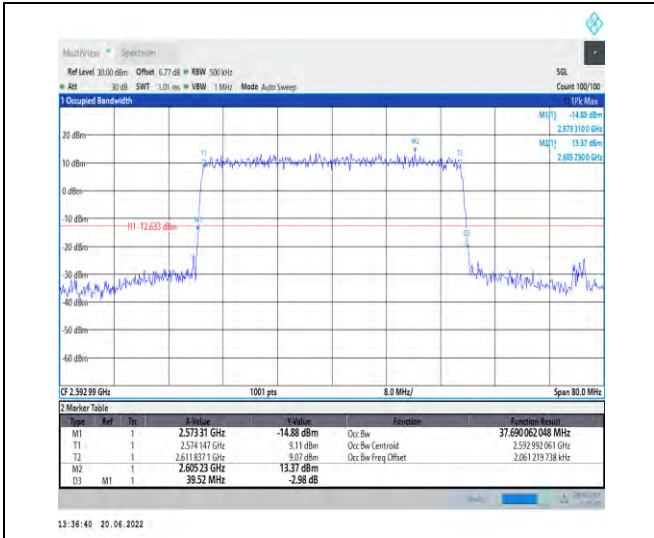 MultiView Spectrum
Ref Level 30.00 dBm Offset 6.77 dB RBW 500 kHz SGL
Att 30 dB SWT 1.01 ms VBW 1 MHz Mode Auto Sweep Count 100/100
1 Occupied Bandwidth 1Pk Max
M1[1] -14.88 dBm
2.573 310 0 GHz
20 dBm
M2[1] 13.37 dBm
2.605 230 0 GHz
M2
T1 T2
10 dBm
0 dBm
-10 dBm
M1
H1 -12.633 dBm
D3
-20 dBm
-30 dBm
-40 dBm
-50 dBm
-60 dBm
CF 2.592 99 GHz 1001 pts 8.0 MHz/ Span 80.0 MHz
2 Marker Table
Type Ref Trc X-Value Y-Value Function Function Result
M1 1 2.573 31 GHz -14.88 dBm Occ Bw 37.690 062 048 MHz
T1 1 2.574 147 GHz 9.11 dBm Occ Bw Centroid 2.592 992 061 GHz
T2 1 2.611 837 1 GHz 9.07 dBm Occ Bw Freq Offset 2.061 219 738 kHz
M2 1 2.605 23 GHz 13.37 dBm
D3 M1 1 39.52 MHz -2.98 dB
13:36:40 20.06.2022